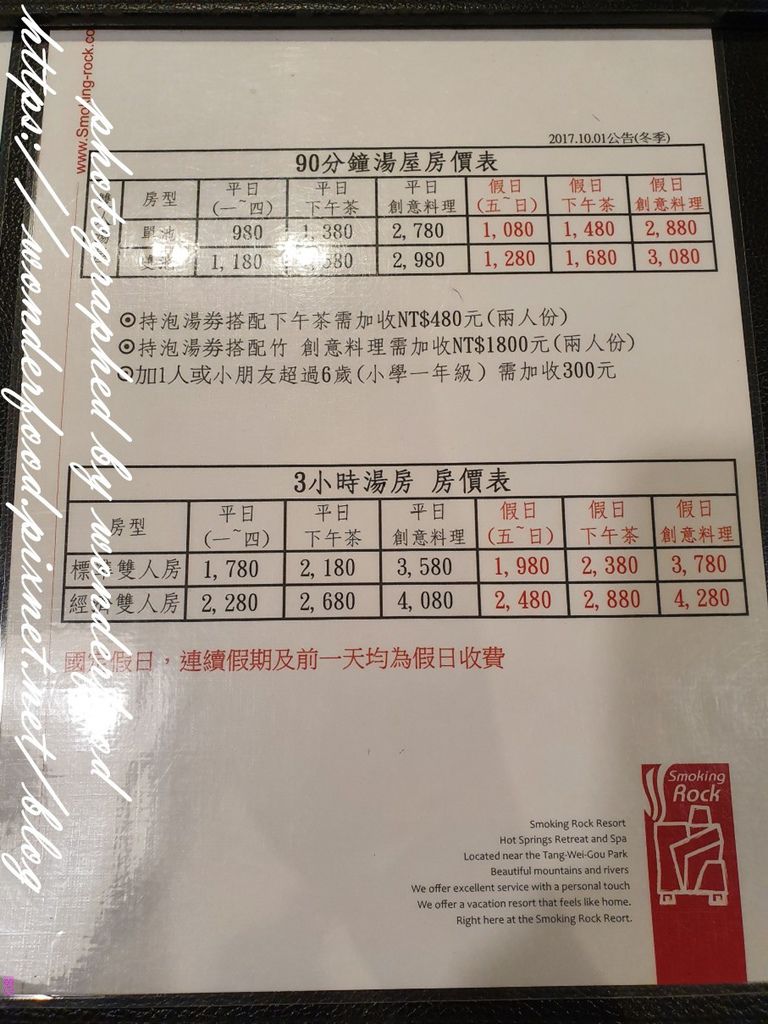 www.Smoking-rock.co
2017.10.01公告(冬季)
90分鐘湯屋房價表
房型 平日(一~四) 平日下午茶 平日創意料理 假日(五~日) 假日下午茶 假日創意料理
單池 980 1,380 2,780 1,080 1,480 2,880
1,180 2,980 1,280 1,680 3,080
⊙持泡湯券搭配下午茶需加收NT$480元(兩人份)
⊙持泡湯券搭配竹 創意料理需加收NT$1800元(兩人份)
⊙加1人或小朋友超過6歲(小學一年級) 需加收300元
3小時湯房 房價表
房型 平日(一~四) 平日下午茶 平日創意料理 假日(五~日) 假日下午茶 假日創意料理
標準雙人房 1,780 2,180 3,580 1,980 2,380 3,780
雙人房 2,280 2,680 4,080 2,480 2,880 4,280
國定假日，連續假期及前一天均為假日收費
Smoking
Rock
Smoking Rock Resort
Hot Springs Retreat and Spa
Located near the Tang-Wei-Gou Park
Beautiful mountains and rivers
We offer excellent service with a personal touch
We offer a vacation resort that feels like home.
Right here at the Smoking Rock Reort.
photographed by wonderfood
https://wonderfood.pixnet.net/blog